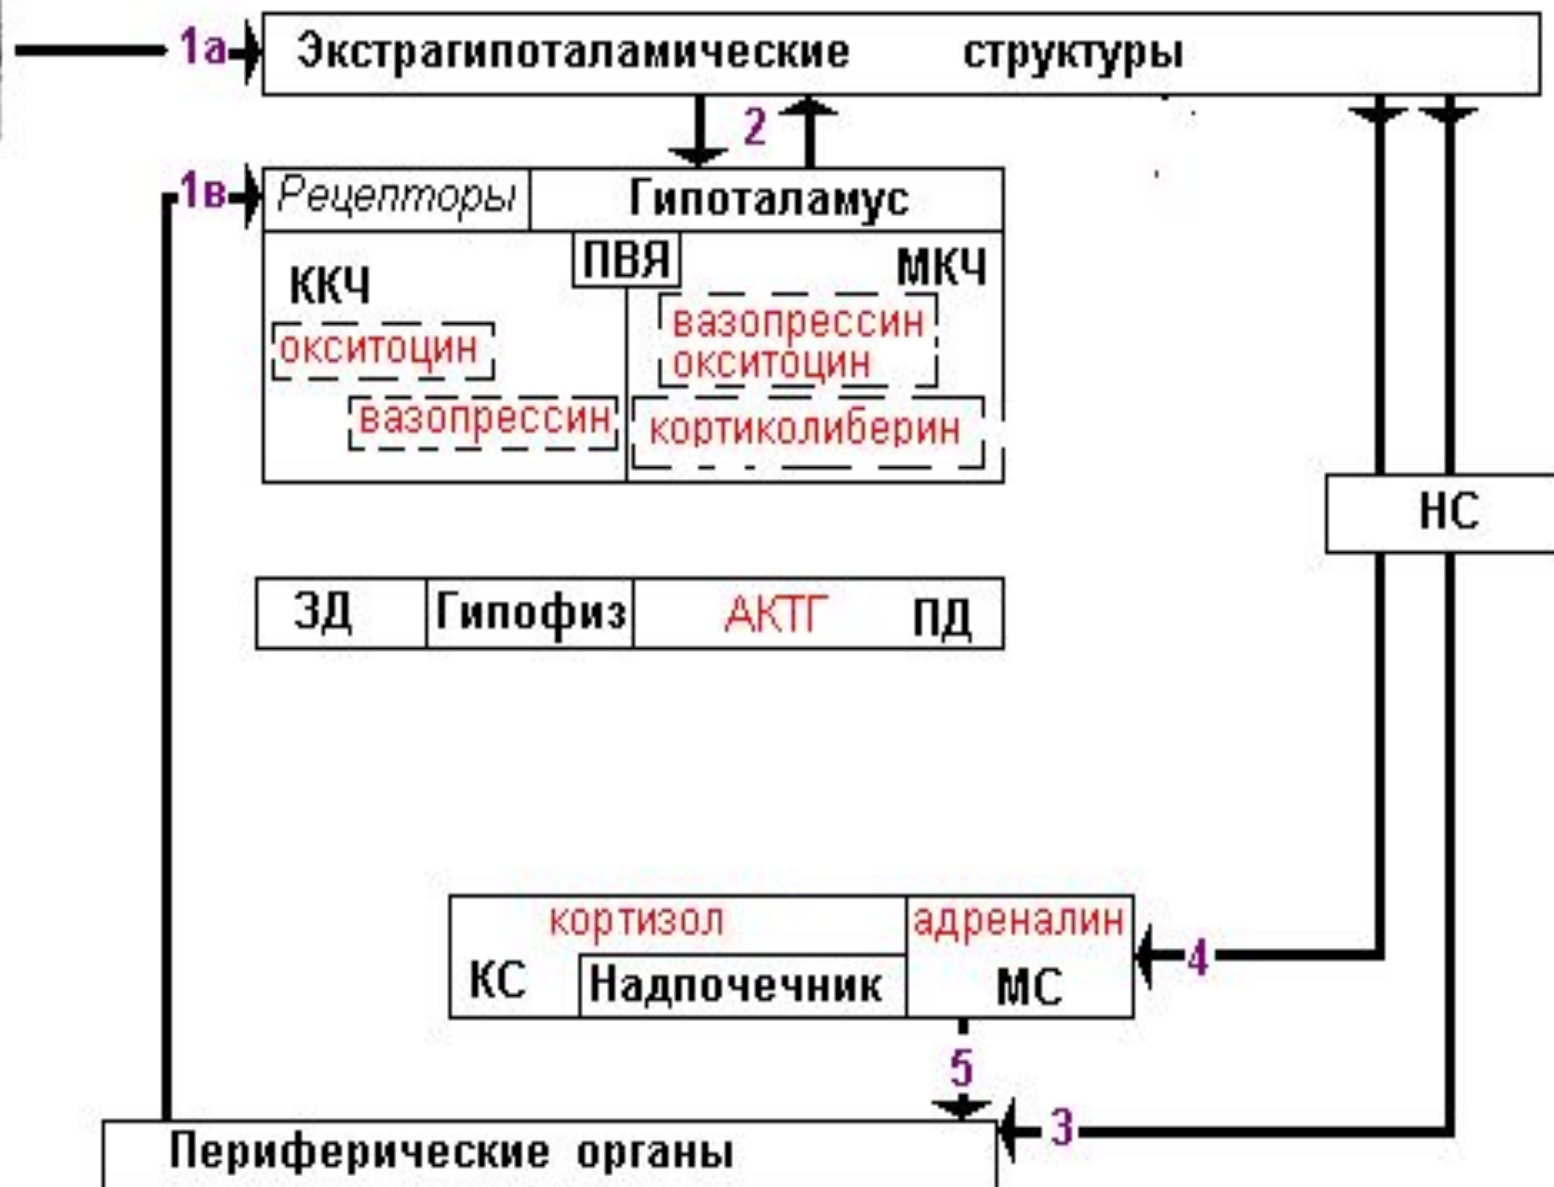 1а
Экстрагипоталамические структуры
2
1в
Рецепторы
Гипоталамус
ПВЯ
ККЧ
МКЧ
окситоцин
вазопрессин
вазопрессин
окситоцин
кортиколиберин
НС
ЗД
Гипофиз
АКТГ
ПД
кортизол
адреналин
КС
Надпочечник
МС
4
5
3
Периферические органы